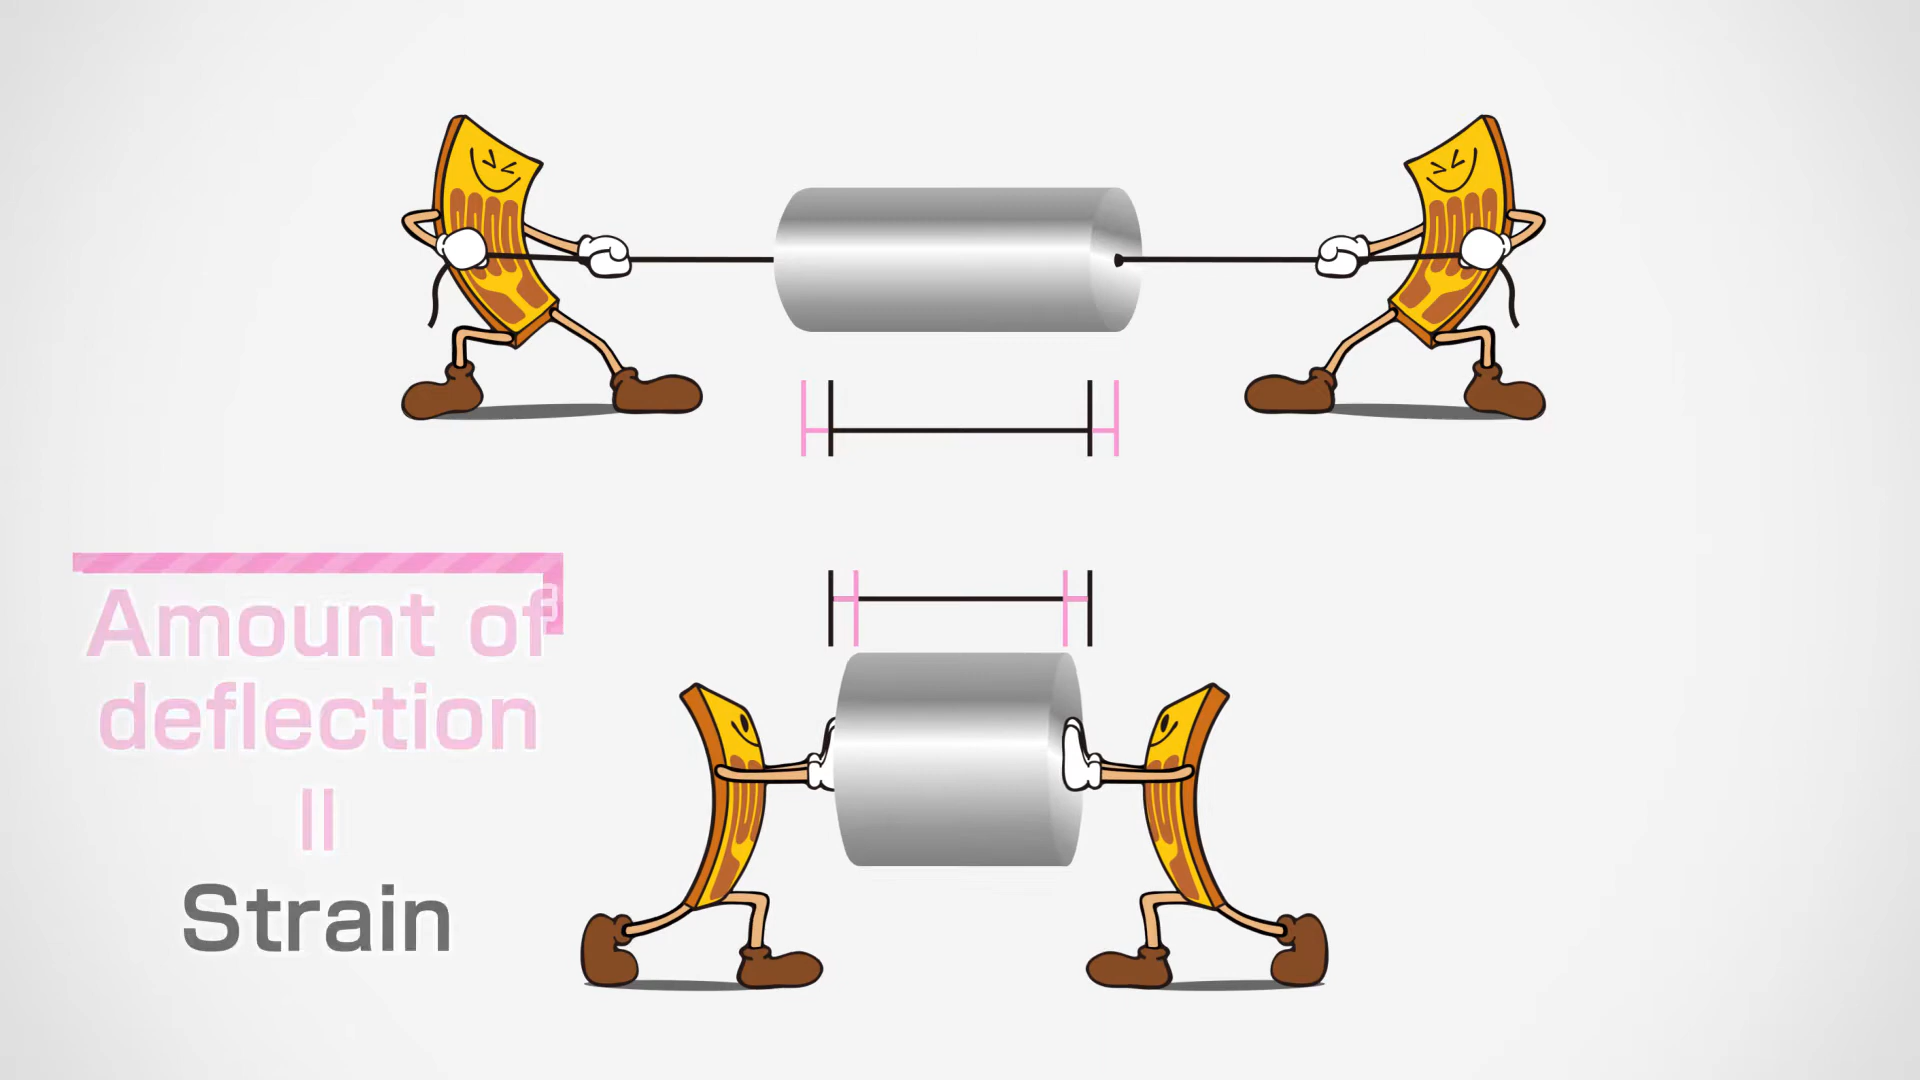 Amount of
deflection
=
Strain